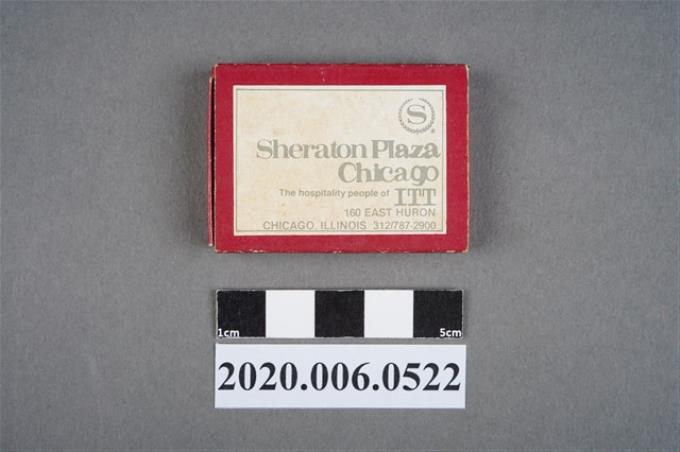 S
Sheraton Plaza
Chicago
The hospitality people of ITT
160 EAST HURON
CHICAGO, ILLINOIS 312/787-2900
1cm 5cm
2020.006.0522